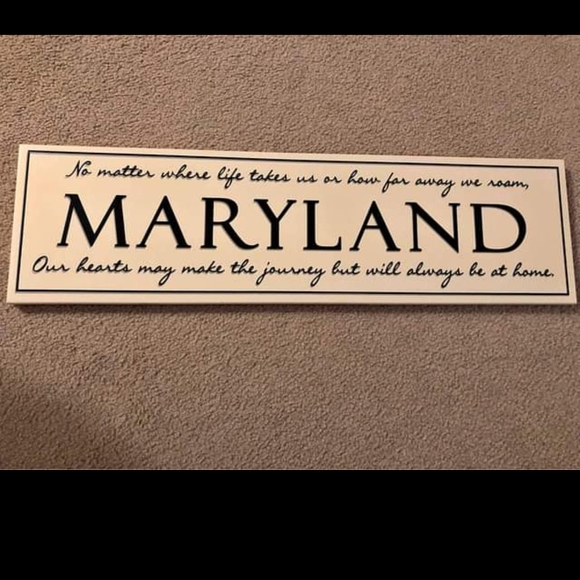 No matter where life takes us or how far away we roam,
MARYLAND
Our hearts may make the journey but will always be at home.